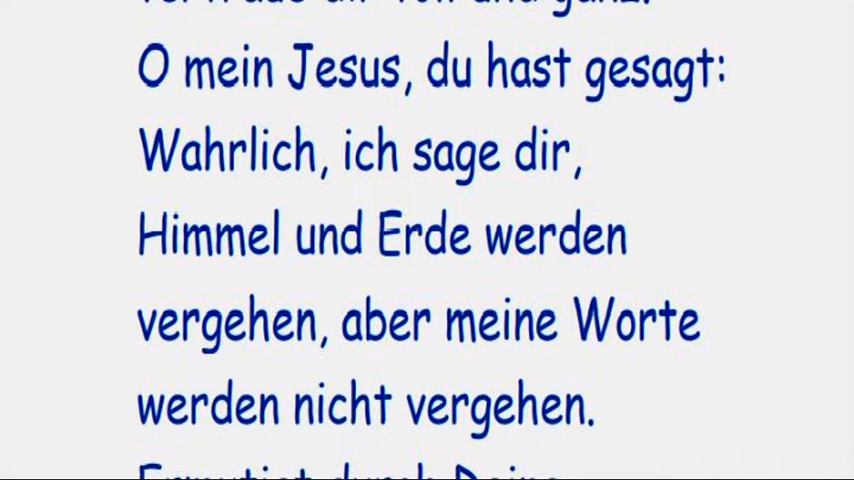 O mein Jesus, du hast gesagt:
Wahrlich, ich sage dir,
Himmel und Erde werden
vergehen, aber meine Worte
werden nicht vergehen.